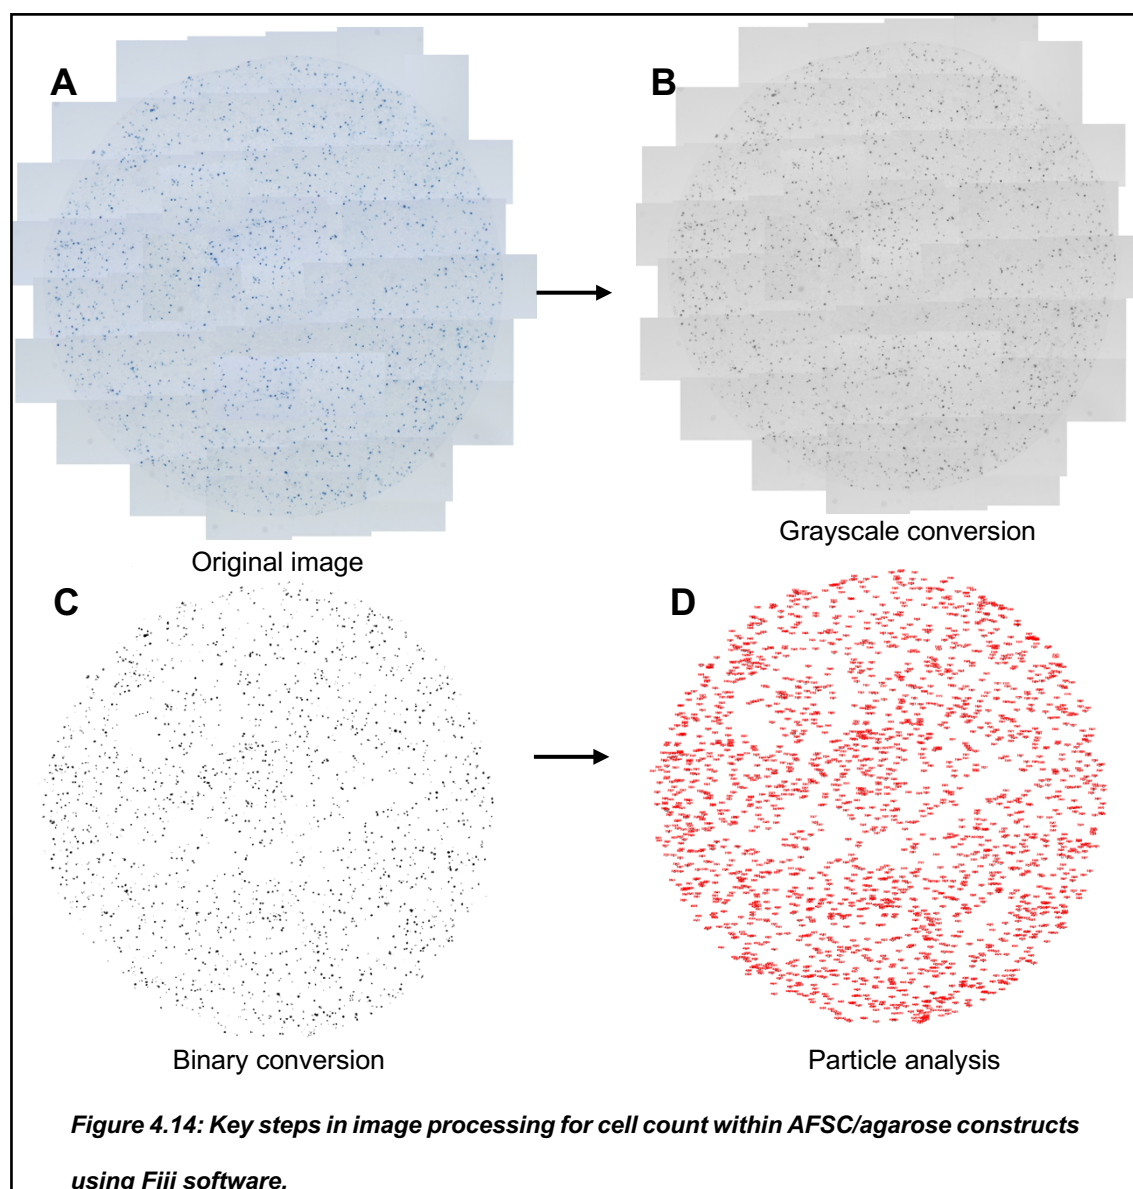 A
B
Original image
Grayscale conversion
C
D
Binary conversion
Particle analysis
Figure 4.14: Key steps in image processing for cell count within AFSC/agarose constructs
using Fiji software.